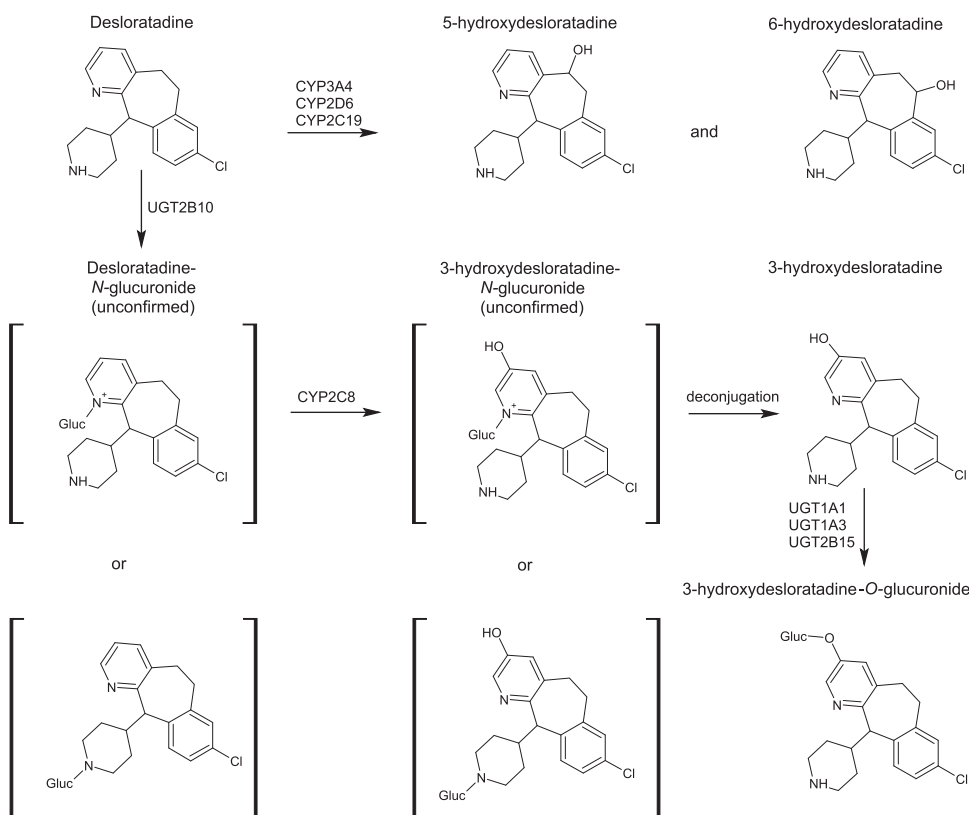 Desloratadine
5-hydroxydesloratadine
6-hydroxydesloratadine
N
NH
Cl
CYP3A4
CYP2D6
CYP2C19
OH
N
NH
Cl
and
OH
N
NH
Cl
UGT2B10
Desloratadine-
N-glucuronide
(unconfirmed)
3-hydroxydesloratadine-
N-glucuronide
(unconfirmed)
3-hydroxydesloratadine
N+
Gluc
NH
Cl
CYP2C8
HO
N+
Gluc
NH
Cl
deconjugation
HO
N
NH
Cl
UGT1A1
UGT1A3
UGT2B15
or
or
3-hydroxydesloratadine-O-glucuronide
N
N
Gluc
Cl
HO
N
N
Gluc
Cl
Gluc
O
N
NH
Cl